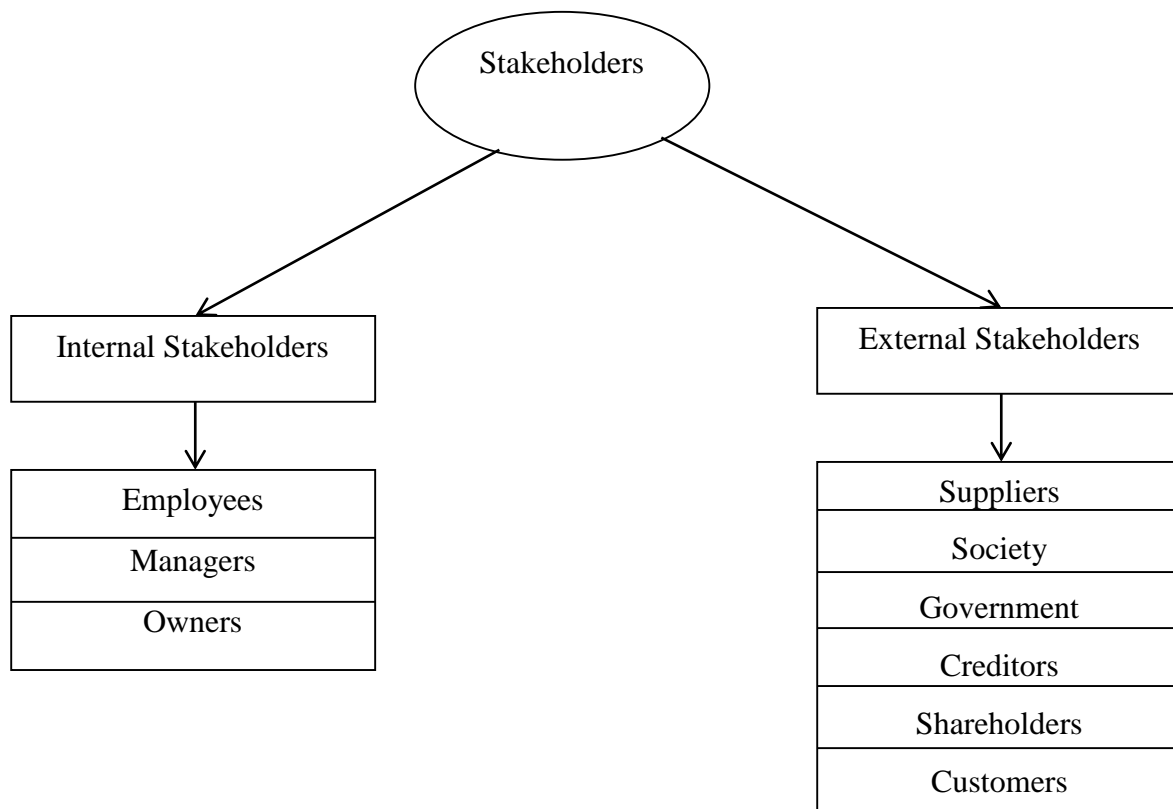 Stakeholders
Internal Stakeholders
External Stakeholders
Employees
Managers
Owners
Suppliers
Society
Government
Creditors
Shareholders
Customers